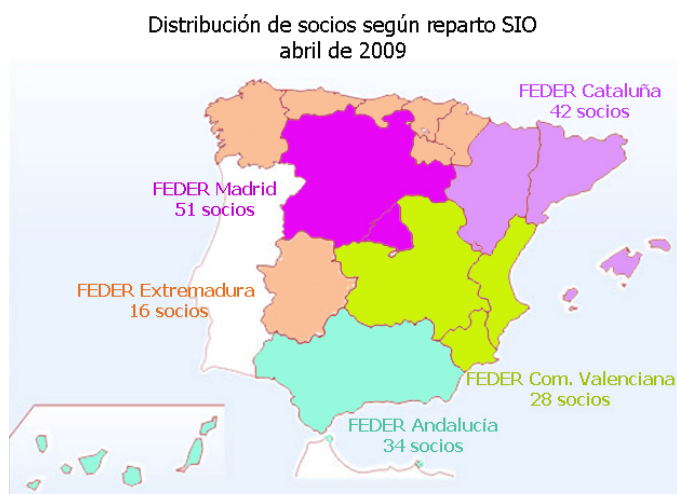 Distribución de socios según reparto SIO
abril de 2009
FEDER Cataluña
42 socios
FEDER Madrid
51 socios
FEDER Extremadura
16 socios
FEDER Com. Valenciana
28 socios
FEDER Andalucía
34 socios